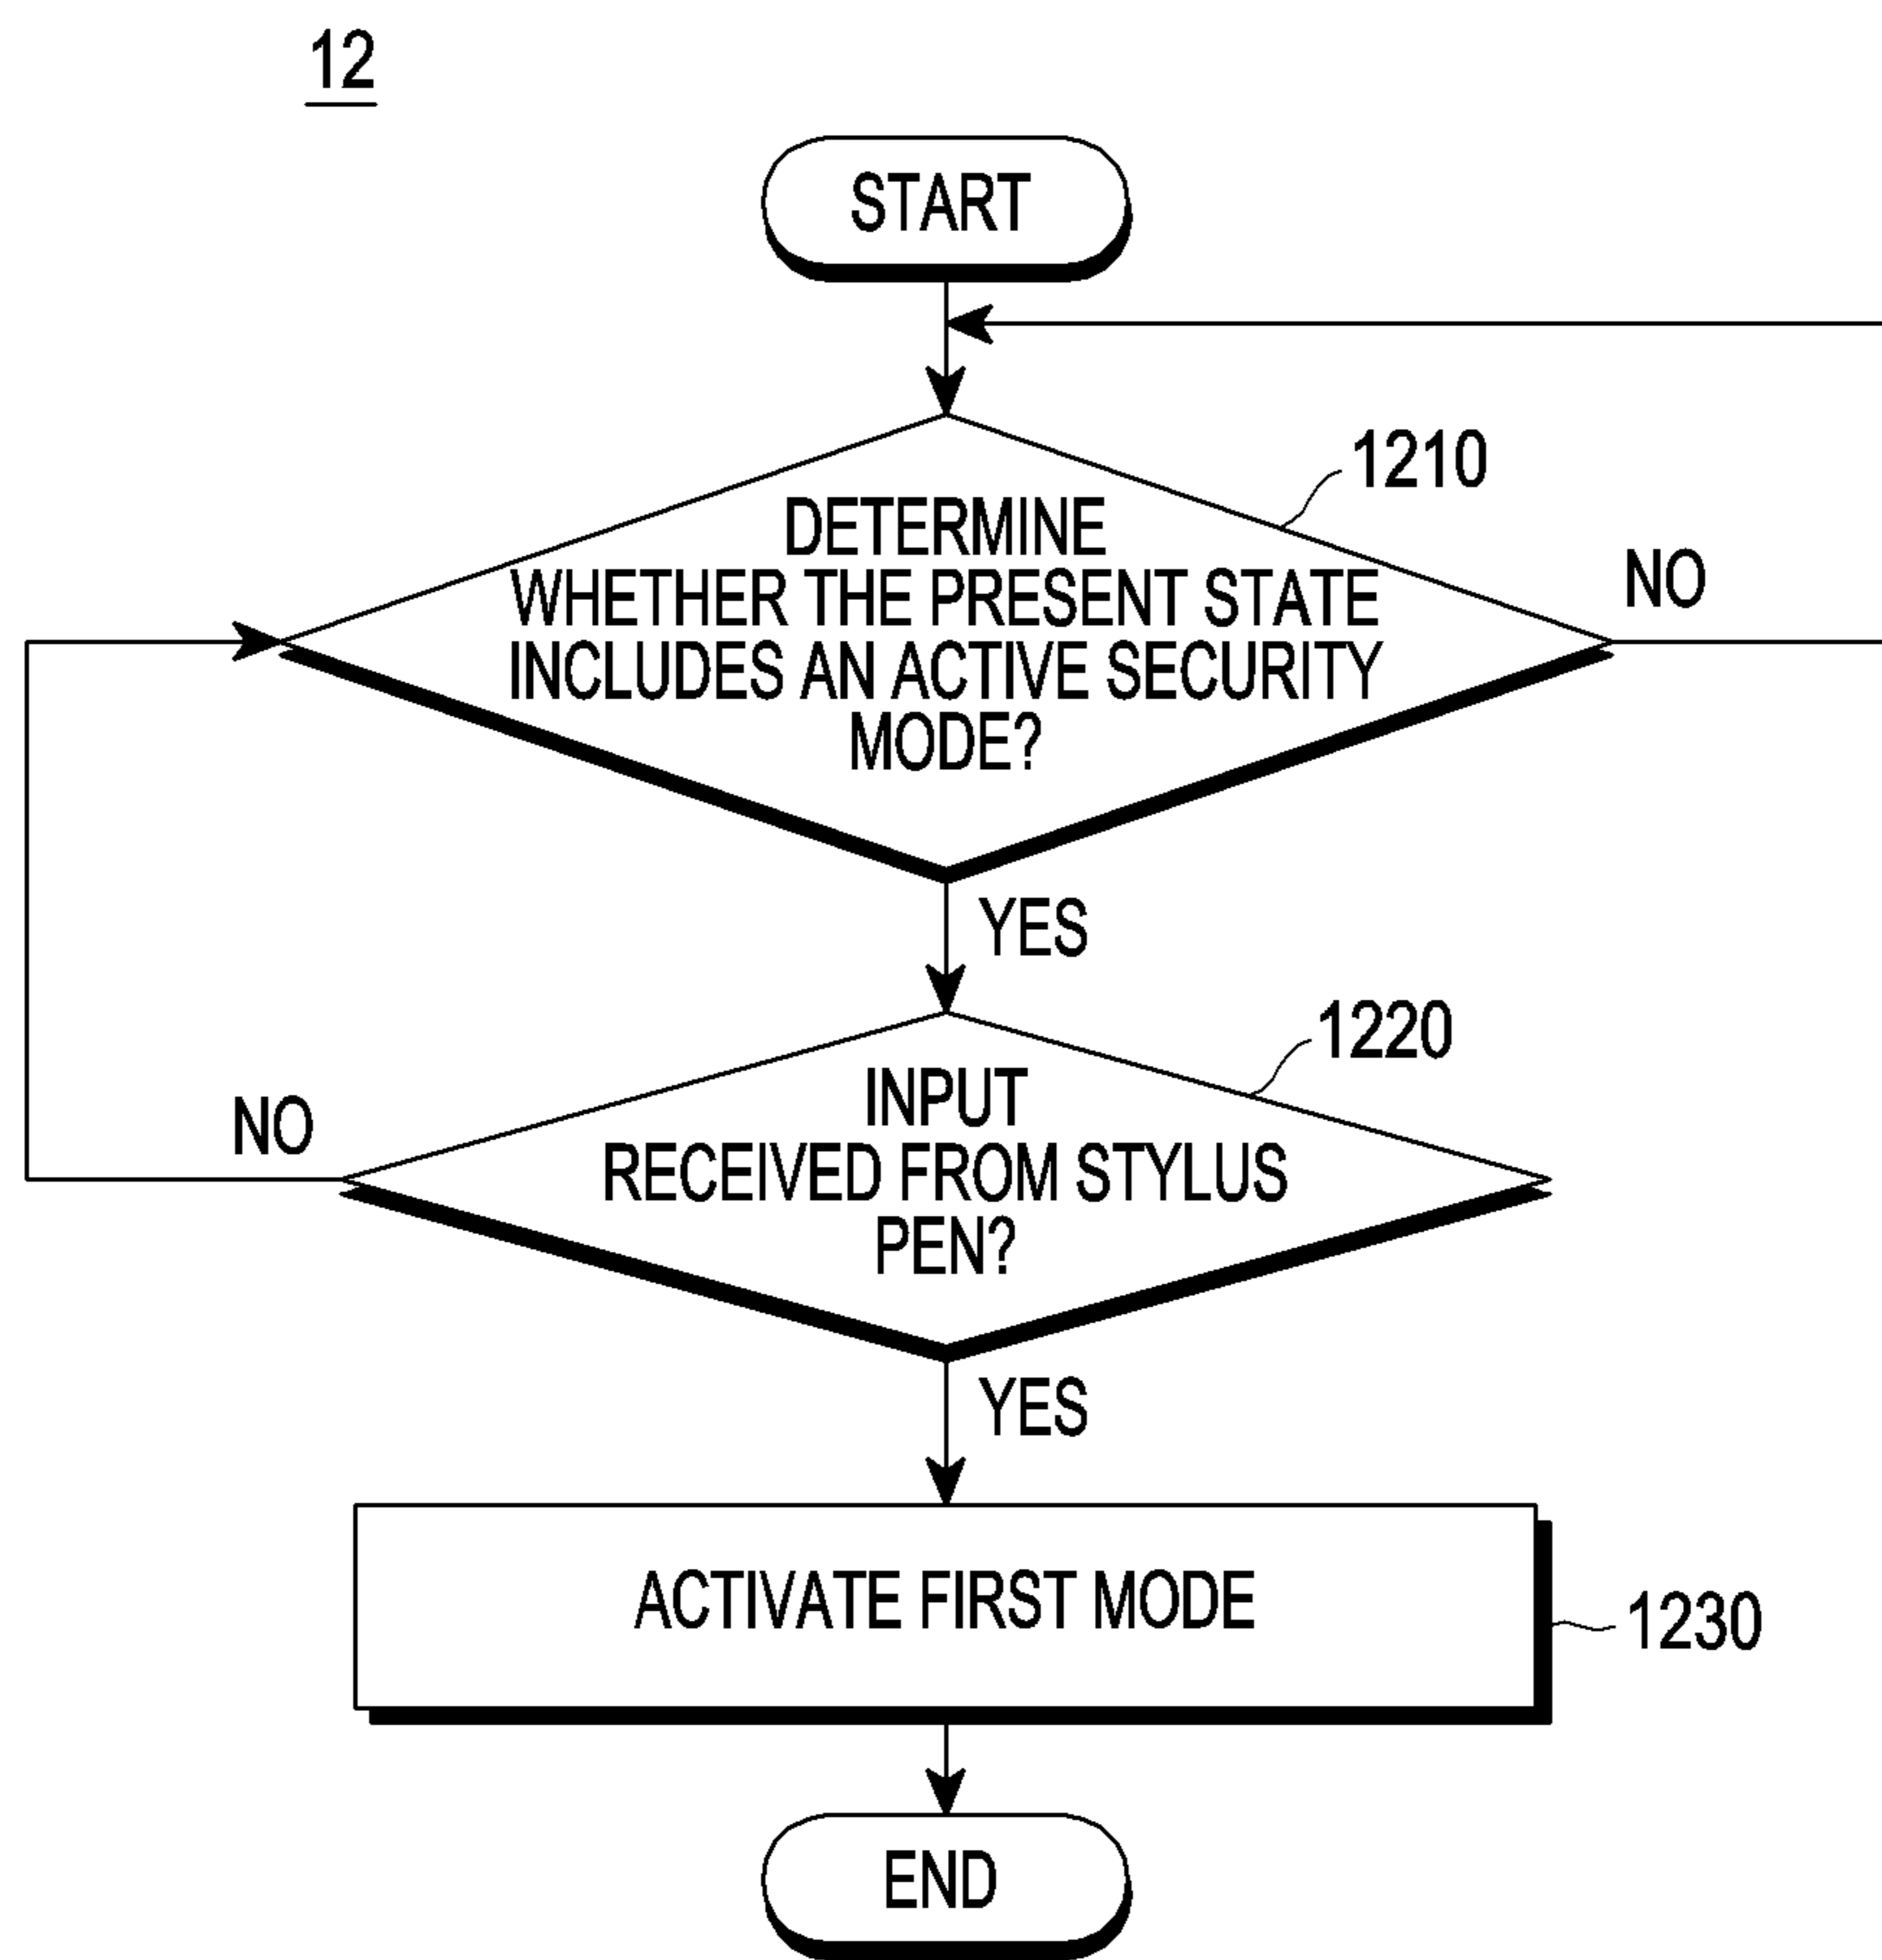 12
START
1210
DETERMINE
WHETHER THE PRESENT STATE
INCLUDES AN ACTIVE SECURITY
MODE?
NO
YES
1220
INPUT
RECEIVED FROM STYLUS
PEN?
NO
YES
ACTIVATE FIRST MODE
1230
END